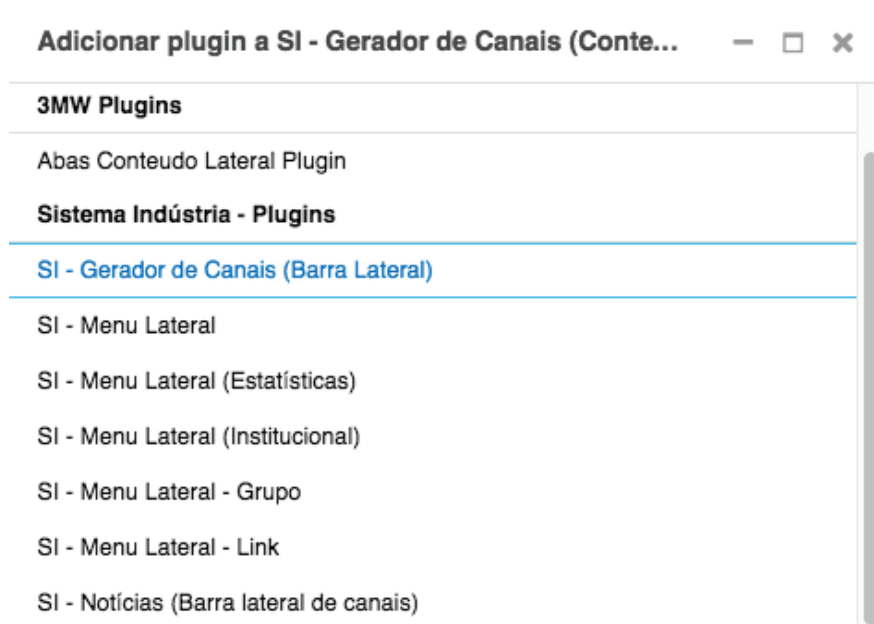 Adicionar plugin a SI - Gerador de Canais (Conte...
3MW Plugins
Abas Conteudo Lateral Plugin
Sistema Indústria - Plugins
SI - Gerador de Canais (Barra Lateral)
SI - Menu Lateral
SI - Menu Lateral (Estatísticas)
SI - Menu Lateral (Institucional)
SI - Menu Lateral - Grupo
SI - Menu Lateral - Link
SI - Notícias (Barra lateral de canais)